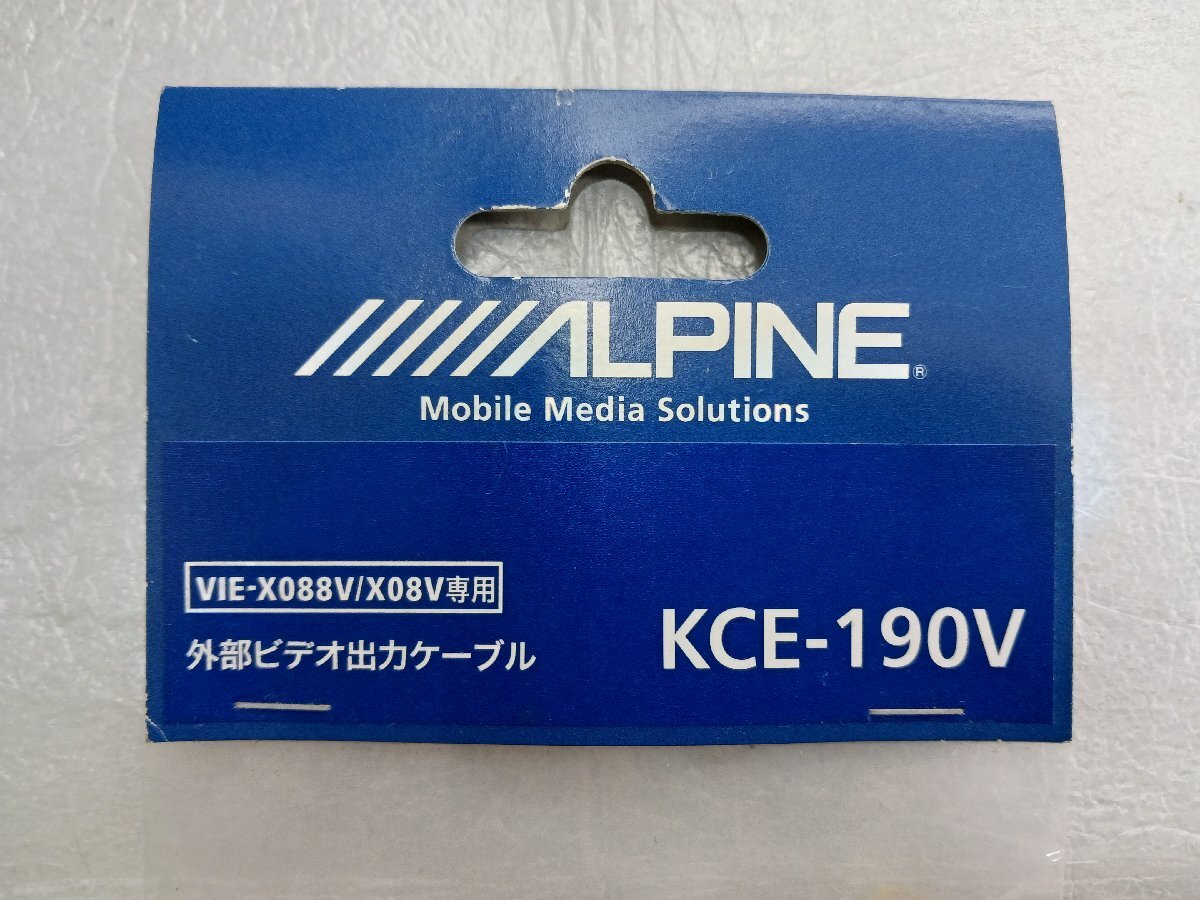 ALPINE®
Mobile Media Solutions
VIE-X088V/X08V専用
外部ビデオ出力ケーブル
KCE-190V